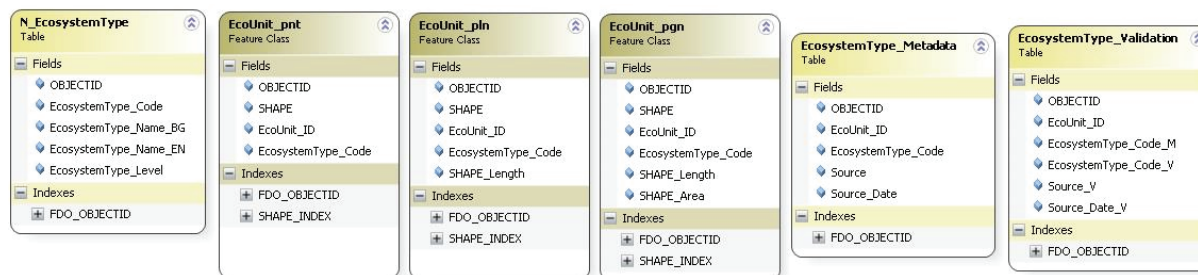 N_EcosystemType
Table
Fields
OBJECTID
EcosystemType_Code
EcosystemType_Name_BG
EcosystemType_Name_EN
EcosystemType_Level
Indexes
FDO_OBJECTID
EcoUnit_pnt
Feature Class
Fields
OBJECTID
SHAPE
EcoUnit_ID
EcosystemType_Code
Indexes
FDO_OBJECTID
SHAPE_INDEX
EcoUnit_pln
Feature Class
Fields
OBJECTID
SHAPE
EcoUnit_ID
EcosystemType_Code
SHAPE_Length
Indexes
FDO_OBJECTID
SHAPE_INDEX
EcoUnit_pgn
Feature Class
Fields
OBJECTID
SHAPE
EcoUnit_ID
EcosystemType_Code
SHAPE_Length
SHAPE_Area
Indexes
FDO_OBJECTID
SHAPE_INDEX
EcosystemType_Metadata
Table
Fields
OBJECTID
EcoUnit_ID
EcosystemType_Code
Source
Source_Date
Indexes
FDO_OBJECTID
EcosystemType_Validation
Table
Fields
OBJECTID
EcoUnit_ID
EcosystemType_Code_M
EcosystemType_Code_V
Source_V
Source_Date_V
Indexes
FDO_OBJECTID